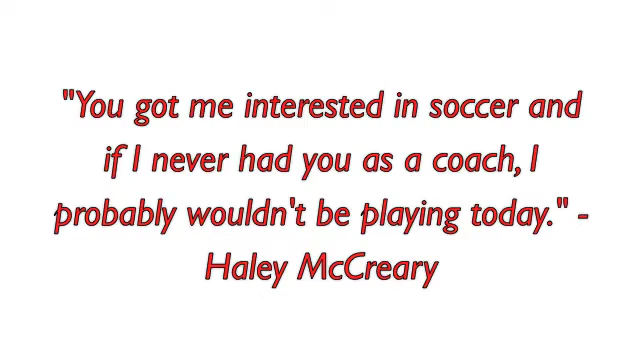 "You got me interested in soccer and
if I never had you as a coach, I
probably wouldn't be playing today." -
Haley McCreary